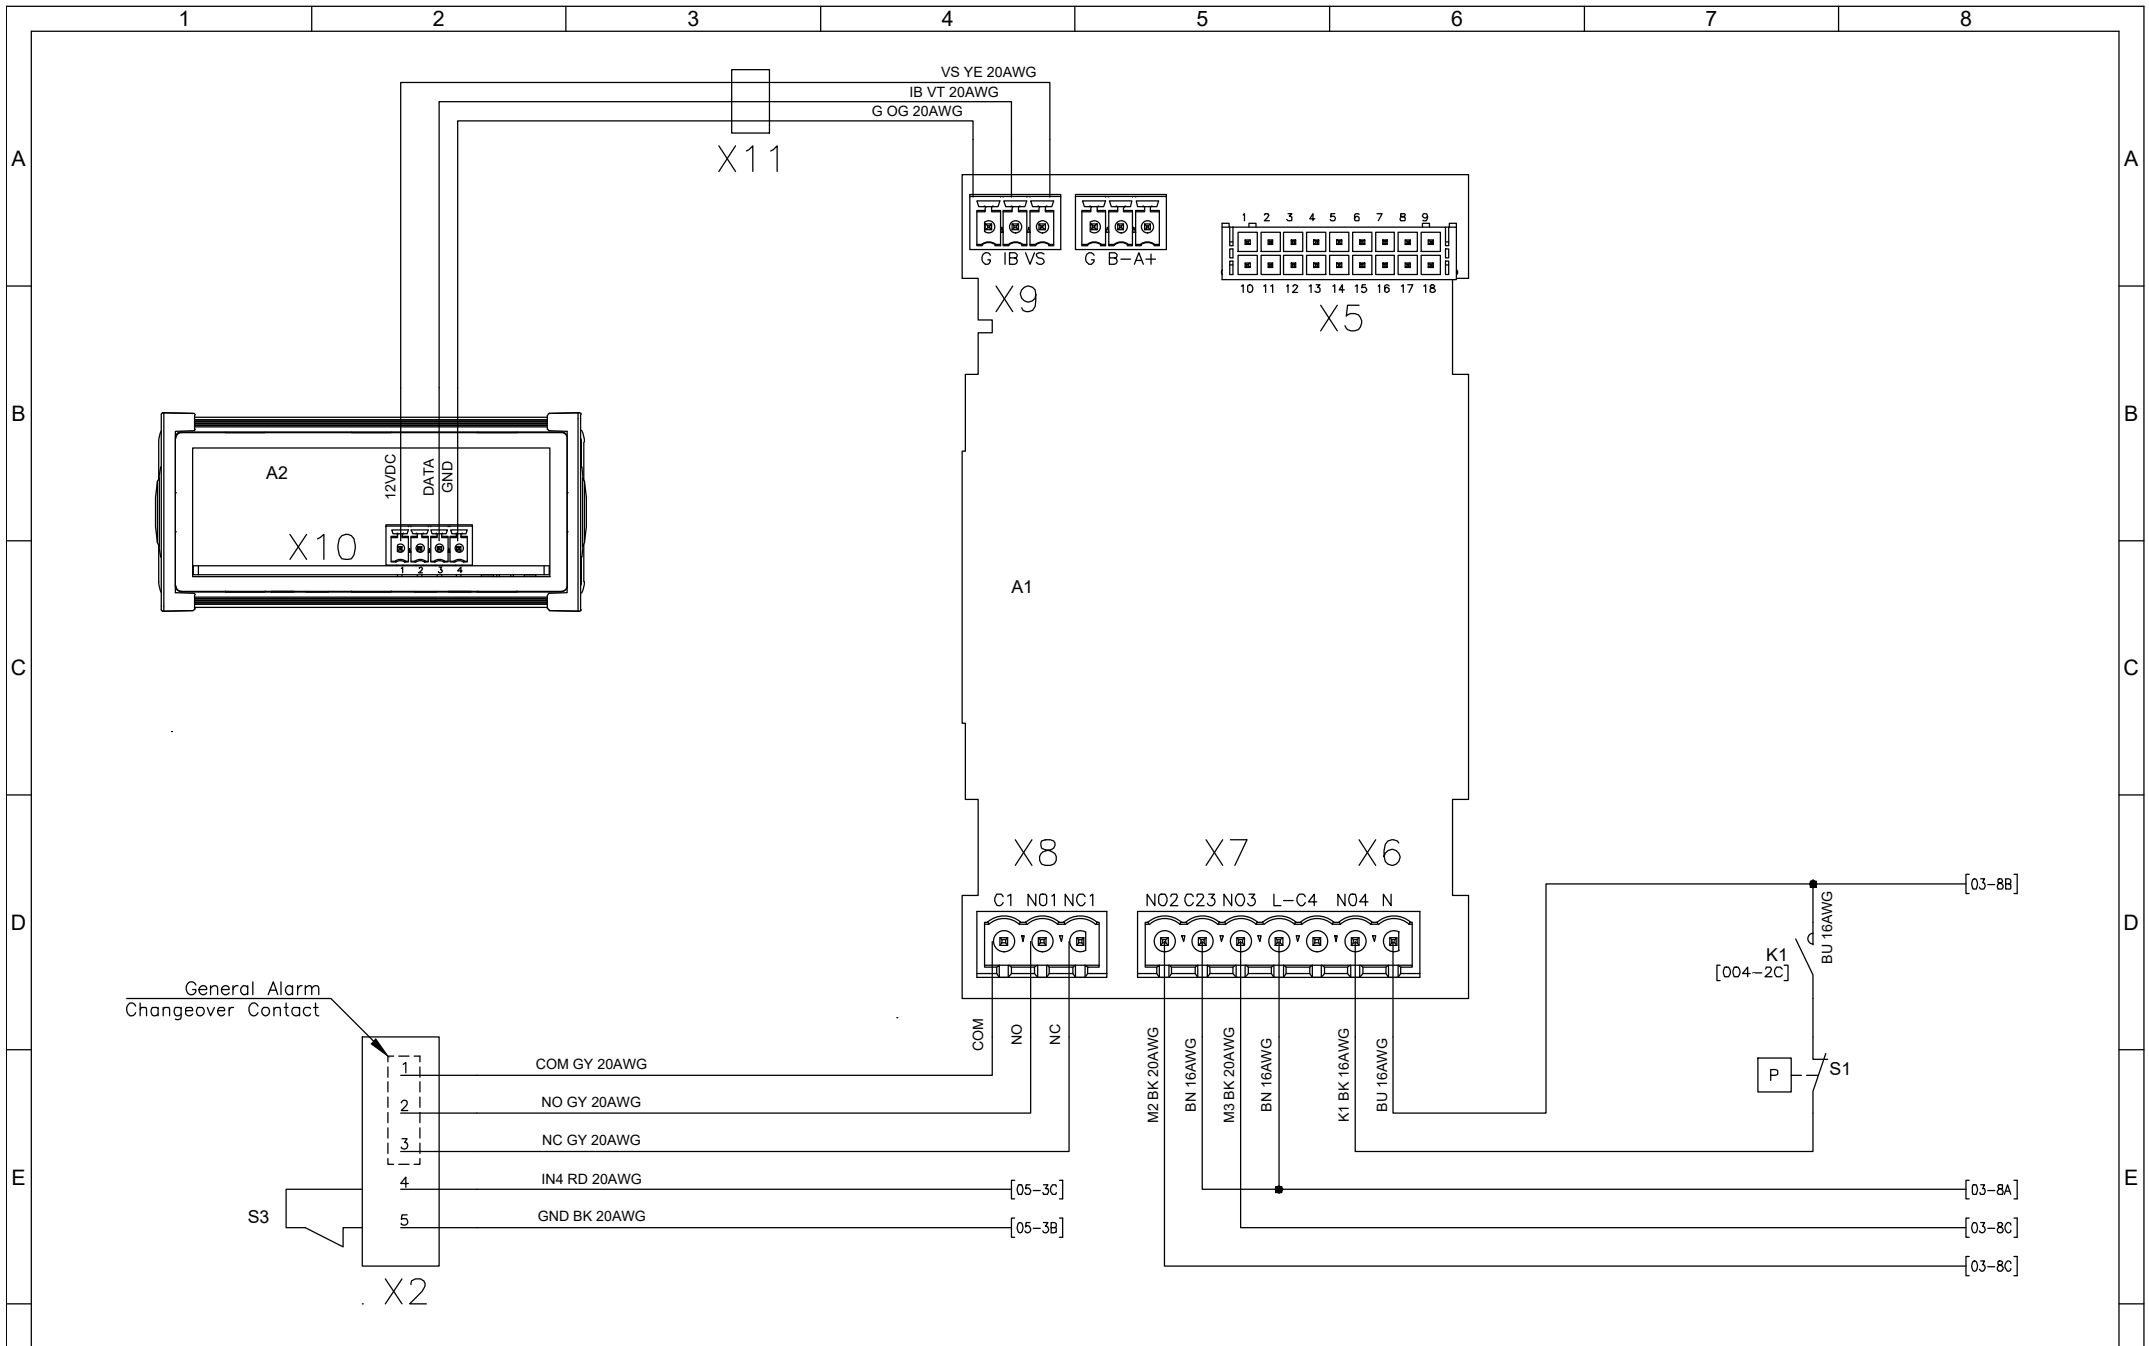 1 2 3 4 5 6 7 8
VS YE 20AWG
IB VT 20AWG
G OG 20AWG
A A
X11
1 2 3 4 5 6 7 8 9
G IB VS G B-A+
10 11 12 13 14 15 16 17 18
X9
X5
B B
A2
12VDC
DATA
GND
X10
1 2 3 4
A1
C C
X8 X7 X6
C1 NO1 NC1 NO2 C23 NO3 L-C4 NO4 N
[03-8B]
D D
BU 16AWG
K1
[004-2C]
General Alarm
Changeover Contact
COM
NO
NC
M2 BK 20AWG
BN 16AWG
M3 BK 20AWG
BN 16AWG
K1 BK 16AWG
BU 16AWG
P
S1
1
COM GY 20AWG
2
NO GY 20AWG
3
NC GY 20AWG
E E
4
IN4 RD 20AWG
[05-3C]
[03-8A]
S3
5
GND BK 20AWG
[05-3B]
[03-8C]
[03-8C]
X2